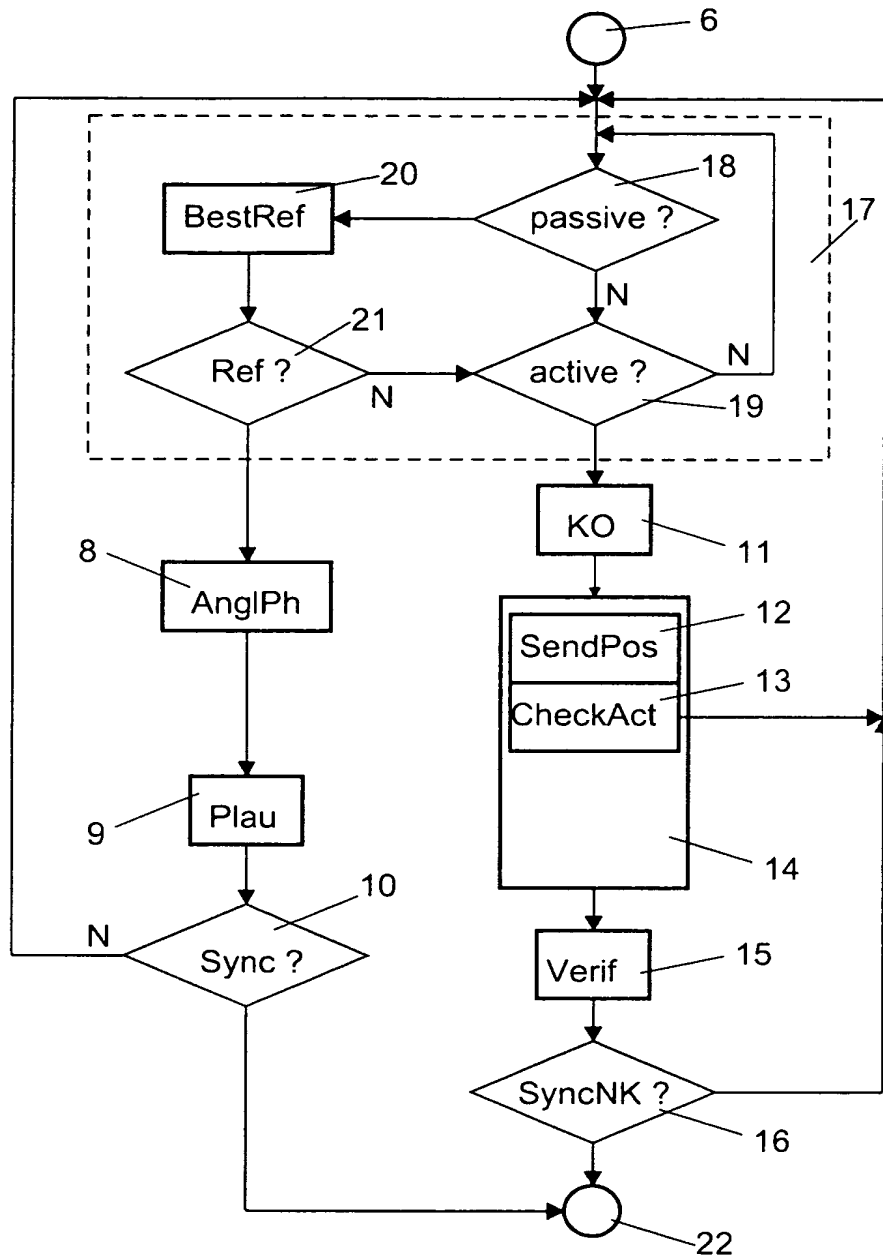 6
20
18
BestRef
passive ?
17
N
21
Ref ?
active ?
N
N
19
KO
11
8
AnglPh
12
SendPos
13
CheckAct
9
Plau
14
10
N
Sync ?
15
Verif
SyncNK ?
16
22